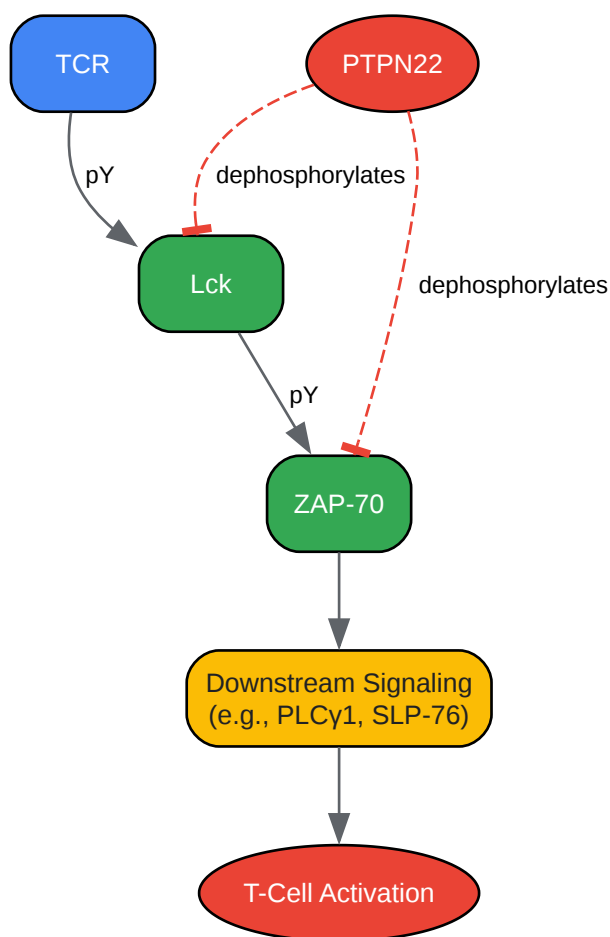 TCR
PTPN22
pY
dephosphorylates
Lck
dephosphorylates
pY
ZAP-70
Downstream Signaling
(e.g., PLCγ1, SLP-76)
T-Cell Activation